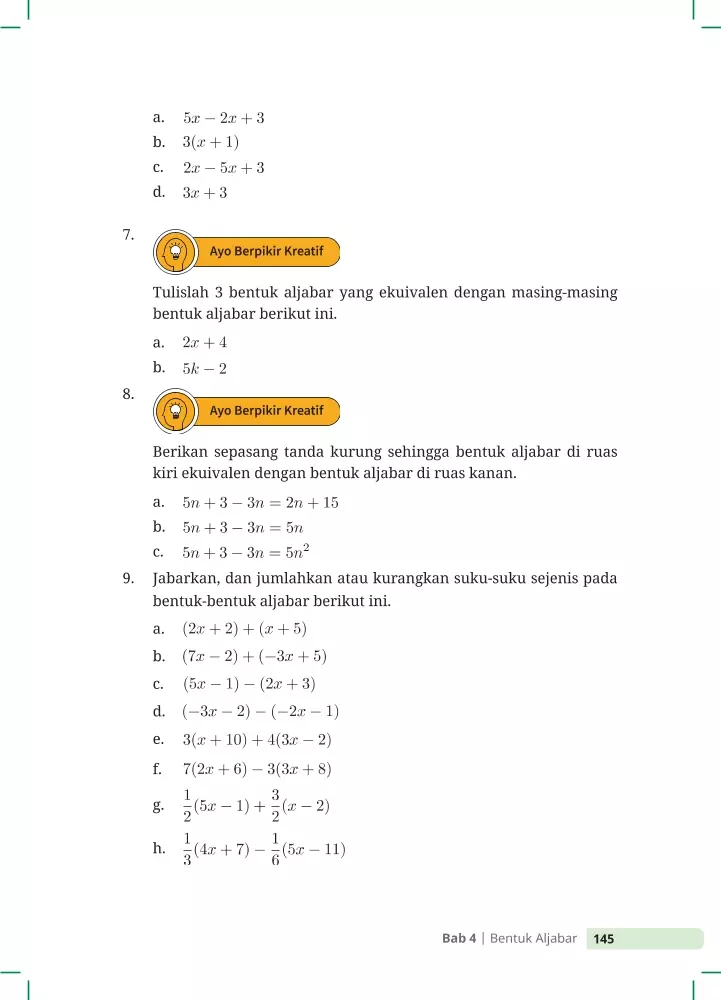 a. 5x − 2x + 3
b. 3(x + 1)
c. 2x − 5x + 3
d. 3x + 3
7.
Ayo Berpikir Kreatif
Tulislah 3 bentuk aljabar yang ekuivalen dengan masing-masing
bentuk aljabar berikut ini.
a. 2x + 4
b. 5k − 2
8.
Ayo Berpikir Kreatif
Berikan sepasang tanda kurung sehingga bentuk aljabar di ruas
kiri ekuivalen dengan bentuk aljabar di ruas kanan.
a. 5n + 3 − 3n = 2n + 15
b. 5n + 3 − 3n = 5n
c. 5n + 3 − 3n = 5n²
9. Jabarkan, dan jumlahkan atau kurangkan suku-suku sejenis pada
bentuk-bentuk aljabar berikut ini.
a. (2x + 2) + (x + 5)
b. (7x − 2) + (−3x + 5)
c. (5x − 1) − (2x + 3)
d. (−3x − 2) − (−2x − 1)
e. 3(x + 10) + 4(3x − 2)
f. 7(2x + 6) − 3(3x + 8)
g. 1/2(5x − 1) + 3/2(x − 2)
h. 1/3(4x + 7) − 1/6(5x − 11)
Bab 4 | Bentuk Aljabar 145